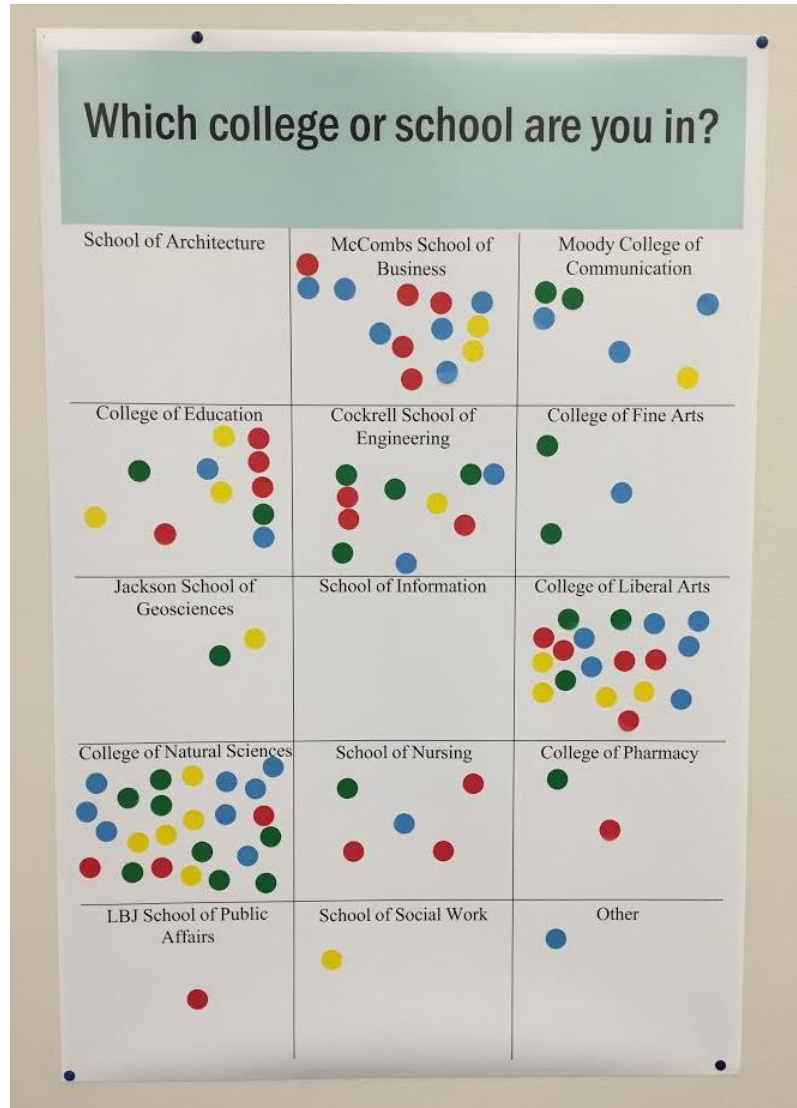 Which college or school are you in?
School of Architecture
McCombs School of
Business
Moody College of
Communication
College of Education
Cockrell School of
Engineering
College of Fine Arts
Jackson School of
Geosciences
School of Information
College of Liberal Arts
College of Natural Sciences
School of Nursing
College of Pharmacy
LBJ School of Public
Affairs
School of Social Work
Other